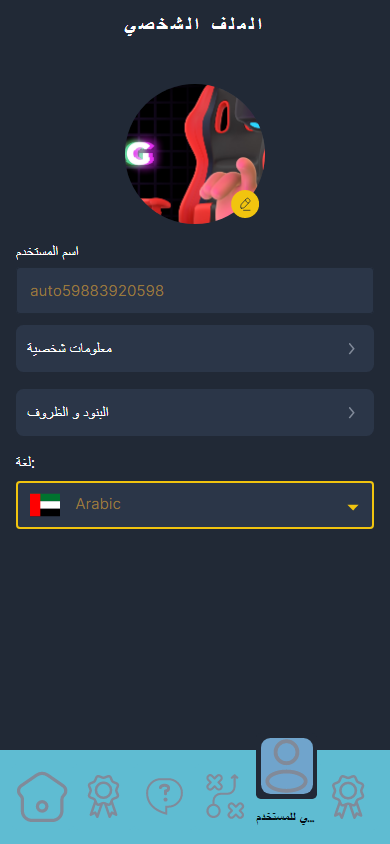 الملف الشخصي
G
اسم المستخدم
auto59883920598
معلومات شخصية
البنود و الظروف
لغة:
Arabic
ي للمستخدم...